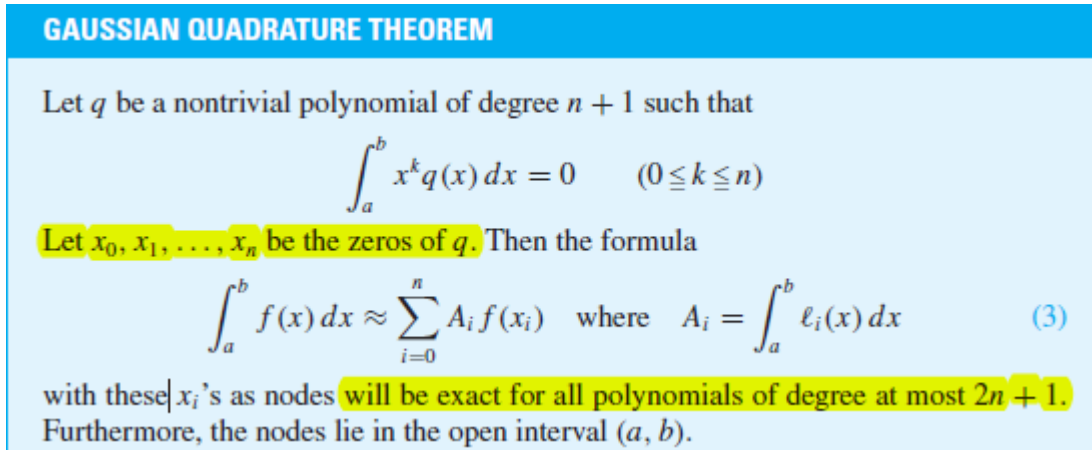 GAUSSIAN QUADRATURE THEOREM
Let q be a nontrivial polynomial of degree n + 1 such that
∫_a^b x^k q(x) dx = 0 (0 ≦ k ≦ n)
Let x₀, x₁, . . . , xₙ be the zeros of q. Then the formula
∫_a^b f(x) dx ≈ ∑_{i=0}^n A_i f(x_i) where A_i = ∫_a^b ℓ_i(x) dx (3)
with these x_i’s as nodes will be exact for all polynomials of degree at most 2n + 1.
Furthermore, the nodes lie in the open interval (a, b).